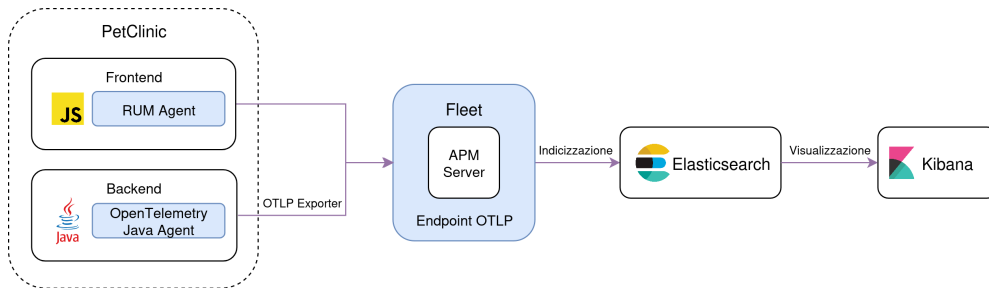 PetClinic
Frontend
JS
RUM Agent
Backend
Java
OpenTelemetry
Java Agent
OTLP Exporter
Fleet
APM
Server
Endpoint OTLP
Indicizzazione
Elasticsearch
Visualizzazione
Kibana